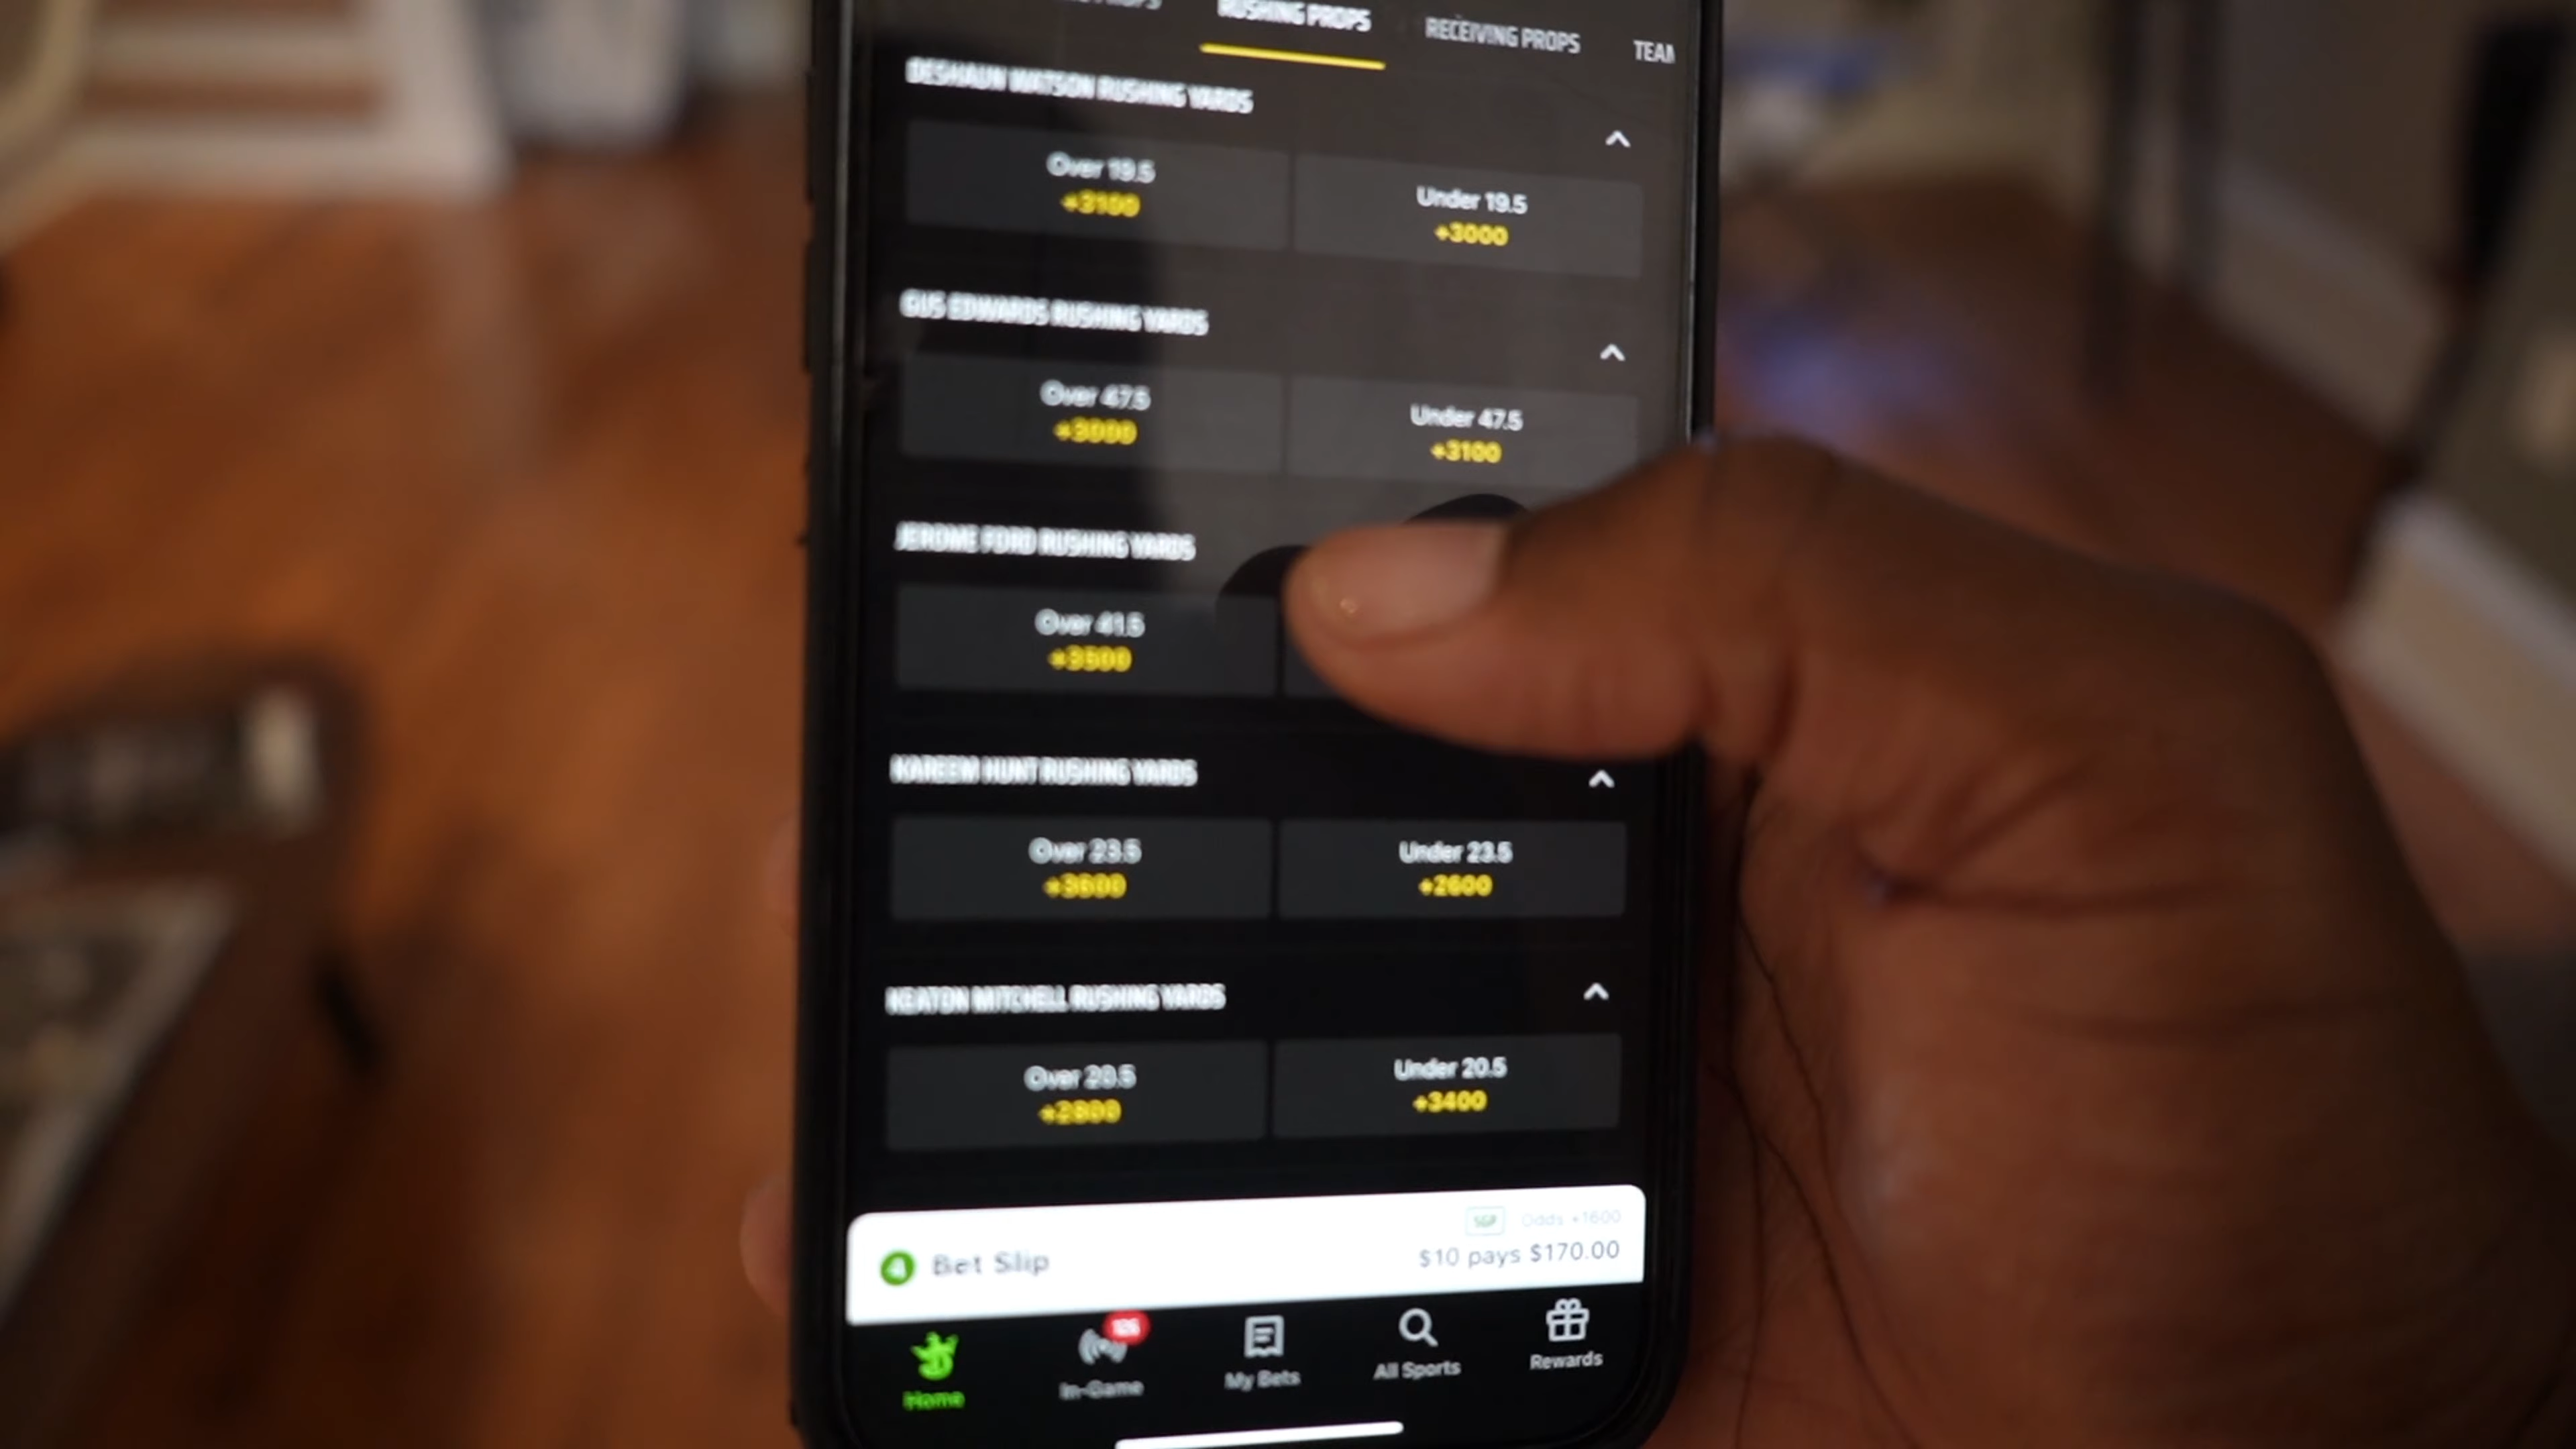 PROPS
RUSHING PROPS
RECEIVING PROPS
TEAM
DESHAUN WATSON RUSHING YARDS
Over 19.5
+3100
Under 19.5
+3000
GUS EDWARDS RUSHING YARDS
Over 47.5
+3000
Under 47.5
+3100
JEROME FORD RUSHING YARDS
Over 41.5
+3500
KAREEM HUNT RUSHING YARDS
Over 23.5
+3600
Under 23.5
+2600
KEATON MITCHELL RUSHING YARDS
Over 20.5
+2800
Under 20.5
+3400
4 Bet Slip
SGP Odds +1600
$10 pays $170.00
Home
In-Game
My Bets
All Sports
Rewards